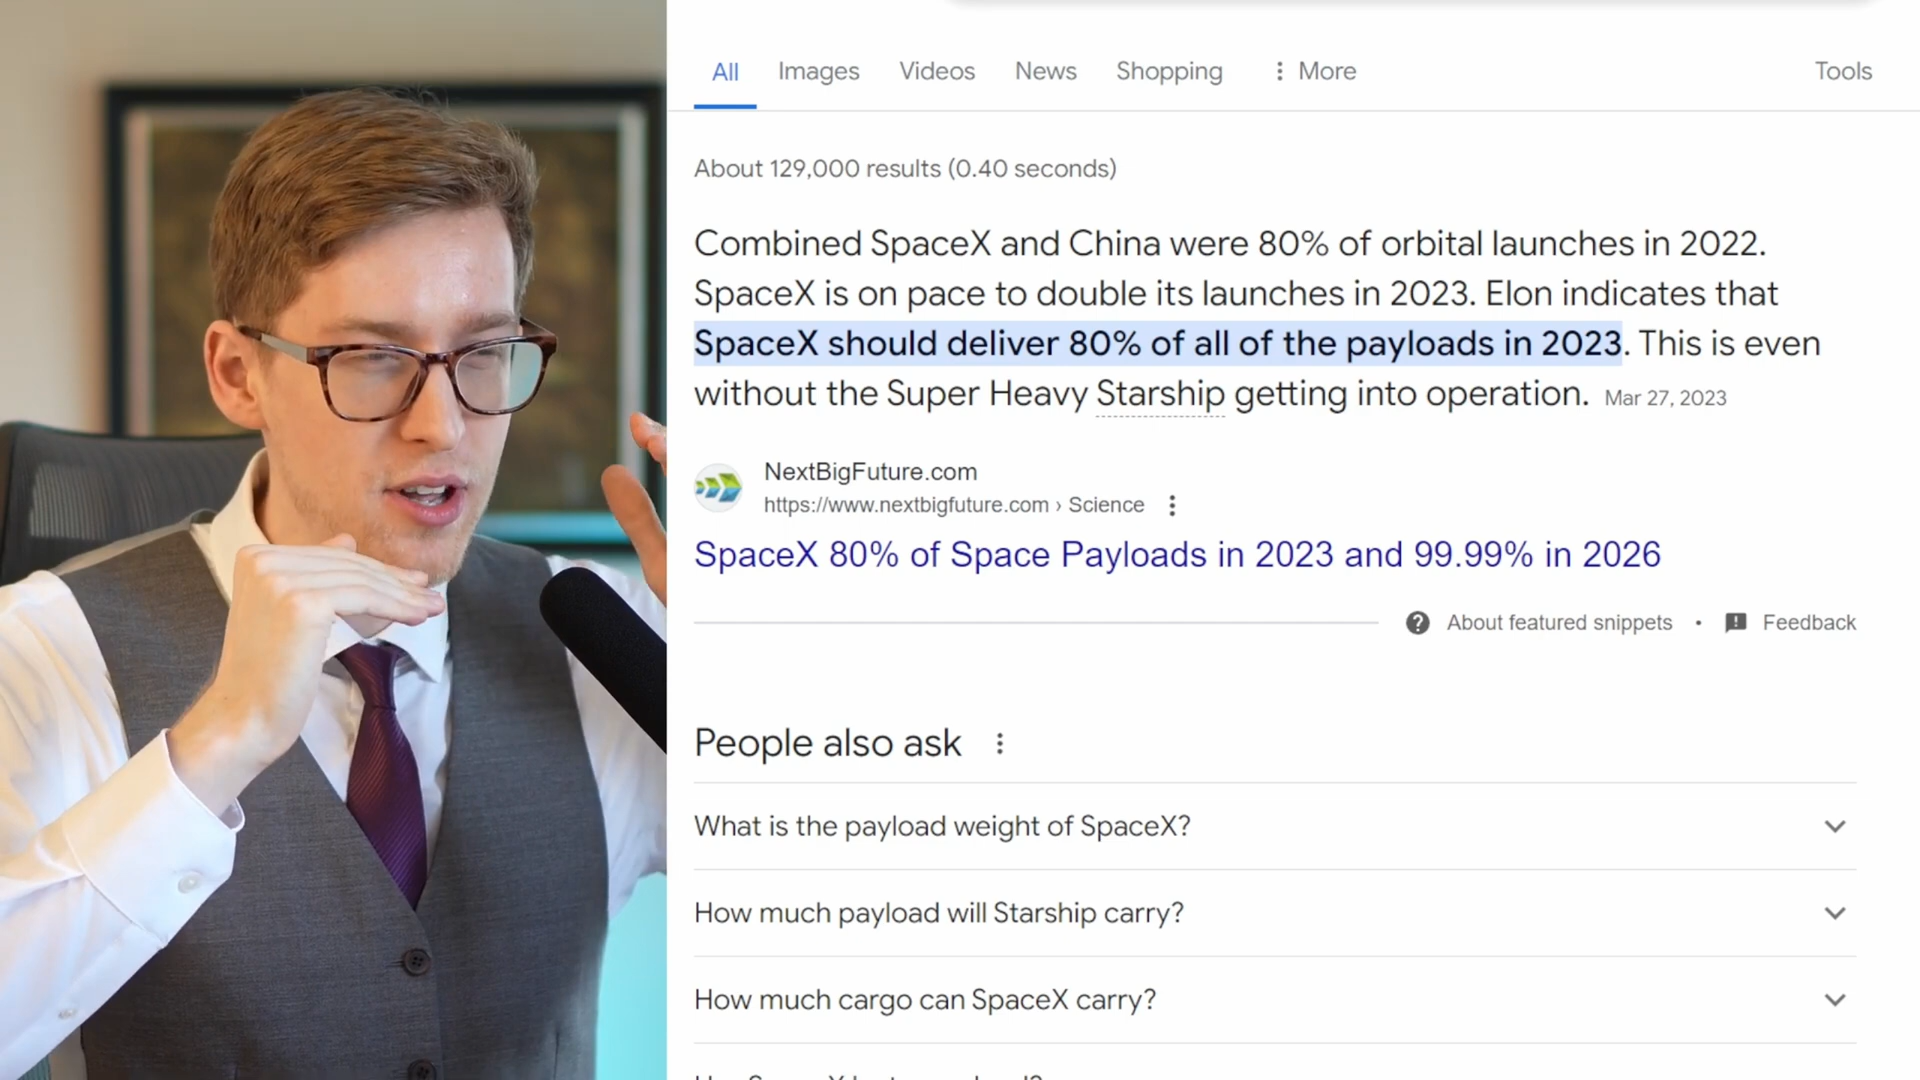 All Images Videos News Shopping More Tools
About 129,000 results (0.40 seconds)
Combined SpaceX and China were 80% of orbital launches in 2022.
SpaceX is on pace to double its launches in 2023. Elon indicates that
SpaceX should deliver 80% of all of the payloads in 2023. This is even
without the Super Heavy Starship getting into operation. Mar 27, 2023
NextBigFuture.com
https://www.nextbigfuture.com › Science
SpaceX 80% of Space Payloads in 2023 and 99.99% in 2026
About featured snippets • Feedback
People also ask
What is the payload weight of SpaceX?
How much payload will Starship carry?
How much cargo can SpaceX carry?